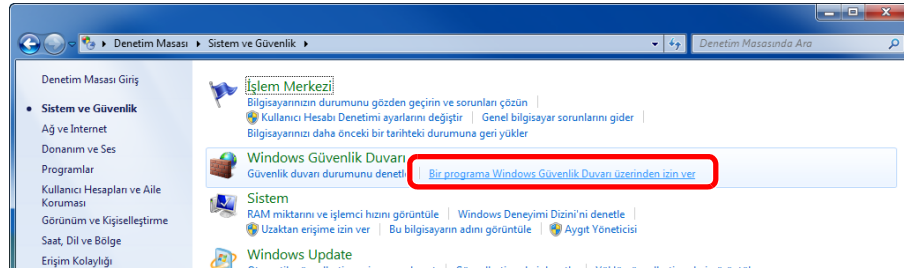 Denetim Masası ▸ Sistem ve Güvenlik ▸
Denetim Masasında Ara
Denetim Masası Giriş
Sistem ve Güvenlik
Ağ ve Internet
Donanım ve Ses
Programlar
Kullanıcı Hesapları ve Aile
Koruması
Görünüm ve Kişiselleştirme
Saat, Dil ve Bölge
Erişim Kolaylığı
İşlem Merkezi
Bilgisayarınızın durumunu gözden geçirin ve sorunları çözün
Kullanıcı Hesabı Denetimi ayarlarını değiştir Genel bilgisayar sorunlarını gider
Bilgisayarınızı daha önceki bir tarihteki durumuna geri yükler
Windows Güvenlik Duvarı
Güvenlik duvarı durumunu denetle Bir programa Windows Güvenlik Duvarı üzerinden izin ver
Sistem
RAM miktarını ve işlemci hızını görüntüle Windows Deneyimi Dizini'ni denetle
Uzaktan erişime izin ver Bu bilgisayarın adını görüntüle Aygıt Yöneticisi
Windows Update